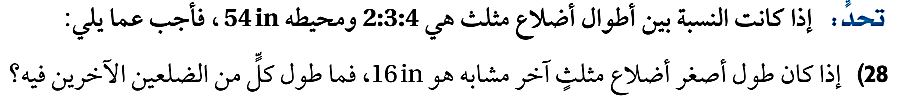 تحدٍّ: إذا كانت النسبة بين أطوال أضلاع مثلث هي 2:3:4 ومحيطه 54 in ، فأجب عما يلي:
28) إذا كان طول أصغر أضلاع مثلثٍ آخر مشابه هو 16 in، فما طول كلٍّ من الضلعين الآخرين فيه؟